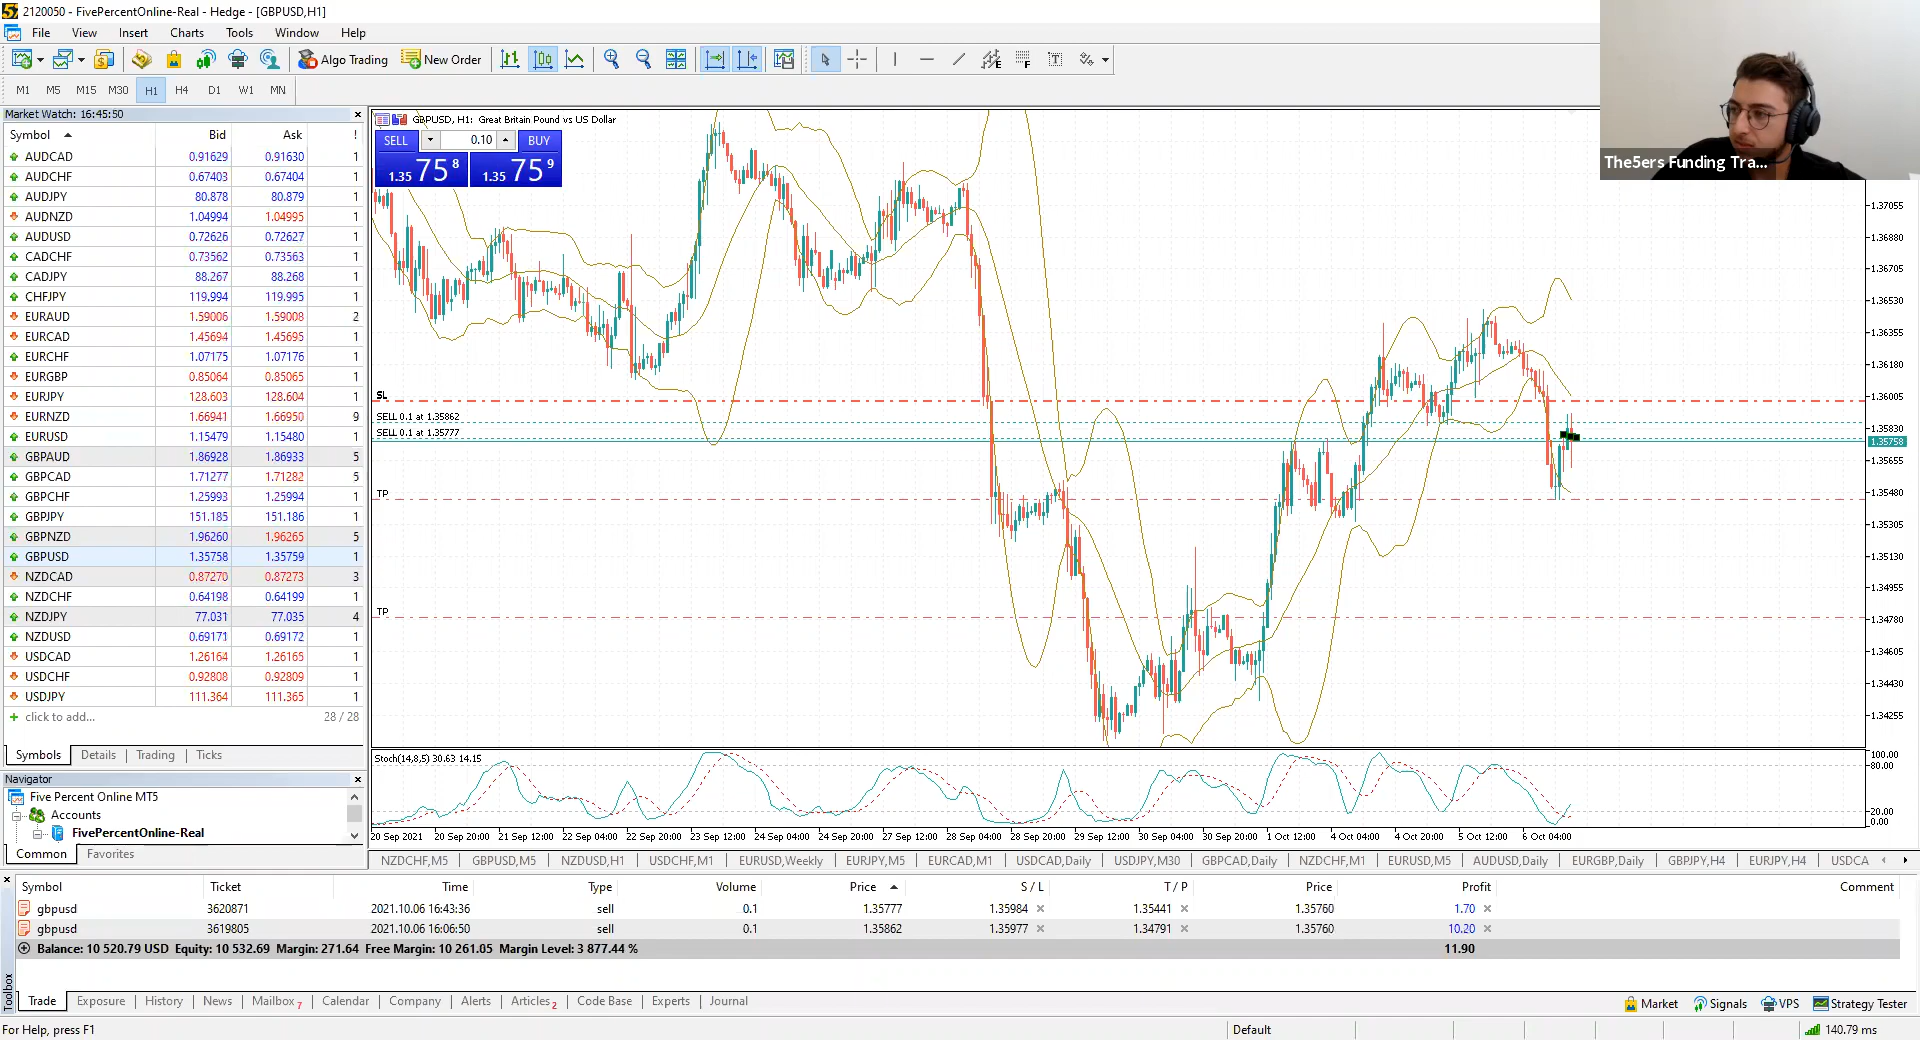 2120050 - FivePercentOnline-Real - Hedge - [GBPUSD,H1]
File View Insert Charts Tools Window Help
Algo Trading New Order
M1 M5 M15 M30 H1 H4 D1 W1 MN
The5ers Funding Tra...
Market Watch: 16:45:50
Symbol Bid Ask !
AUDCAD 0.91629 0.91630 1
AUDCHF 0.67403 0.67404 1
AUDJPY 80.878 80.879 1
AUDNZD 1.04994 1.04995 1
AUDUSD 0.72626 0.72627 1
CADCHF 0.73562 0.73563 1
CADJPY 88.267 88.268 1
CHFJPY 119.994 119.995 1
EURAUD 1.59006 1.59008 2
EURCAD 1.45694 1.45695 1
EURCHF 1.07175 1.07176 1
EURGBP 0.85064 0.85065 1
EURJPY 128.603 128.604 1
EURNZD 1.66941 1.66950 9
EURUSD 1.15479 1.15480 1
GBPAUD 1.86928 1.86933 5
GBPCAD 1.71277 1.71282 5
GBPCHF 1.25993 1.25994 1
GBPJPY 151.185 151.186 1
GBPNZD 1.96260 1.96265 5
GBPUSD 1.35758 1.35759 1
NZDCAD 0.87270 0.87273 3
NZDCHF 0.64198 0.64199 1
NZDJPY 77.031 77.035 4
NZDUSD 0.69171 0.69172 1
USDCAD 1.26164 1.26165 1
USDCHF 0.92808 0.92809 1
USDJPY 111.364 111.365 1
click to add... 28 / 28
Symbols Details Trading Ticks
Navigator
Five Percent Online MT5
Accounts
FivePercentOnline-Real
Common Favorites
GBPUSD, H1: Great Britain Pound vs US Dollar
SELL 0.10 BUY
1.35 75 8 1.35 75 9
SL
SELL 0.1 at 1.35862
SELL 0.1 at 1.35777
TP
TP
1.37055
1.36880
1.36705
1.36530
1.36355
1.36180
1.36005
1.35830
1.35758
1.35655
1.35480
1.35305
1.35130
1.34955
1.34780
1.34605
1.34430
1.34255
Stoch(14,8,5) 30.63 14.15
100.00
80.00
20.00
0.00
20 Sep 2021 20 Sep 20:00 21 Sep 12:00 22 Sep 04:00 22 Sep 20:00 23 Sep 12:00 24 Sep 04:00 24 Sep 20:00 27 Sep 12:00 28 Sep 04:00 28 Sep 20:00 29 Sep 12:00 30 Sep 04:00 30 Sep 20:00 1 Oct 12:00 4 Oct 04:00 4 Oct 20:00 5 Oct 12:00 6 Oct 04:00
NZDCHF,M5 GBPUSD,M5 NZDUSD,H1 USDCHF,M1 EURUSD,Weekly EURJPY,M5 EURCAD,M1 USDCAD,Daily USDJPY,M30 GBPCAD,Daily NZDCHF,M1 EURUSD,M5 AUDUSD,Daily EURGBP,Daily GBPJPY,H4 EURJPY,H4 USDCA
Symbol Ticket Time Type Volume Price S / L T / P Price Profit Comment
gbpusd 3620871 2021.10.06 16:43:36 sell 0.1 1.35777 1.35984 1.35441 1.35760 1.70
gbpusd 3619805 2021.10.06 16:06:50 sell 0.1 1.35862 1.35977 1.34791 1.35760 10.20
Balance: 10 520.79 USD Equity: 10 532.69 Margin: 271.64 Free Margin: 10 261.05 Margin Level: 3 877.44 % 11.90
Toolbox
Trade Exposure History News Mailbox 7 Calendar Company Alerts Articles 2 Code Base Experts Journal
Market Signals VPS Strategy Tester
For Help, press F1 Default 140.79 ms